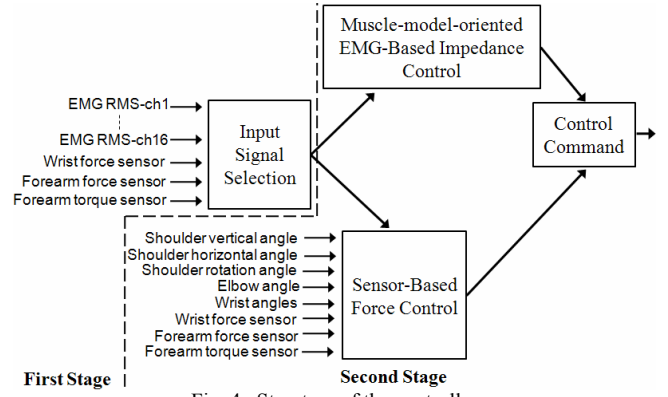 Muscle-model-oriented
EMG-Based Impedance
Control
EMG RMS-ch1
EMG RMS-ch16
Wrist force sensor
Forearm force sensor
Forearm torque sensor
Input
Signal
Selection
Control
Command
Shoulder vertical angle
Shoulder horizontal angle
Shoulder rotation angle
Elbow angle
Wrist angles
Wrist force sensor
Forearm force sensor
Forearm torque sensor
Sensor-Based
Force Control
First Stage
Second Stage